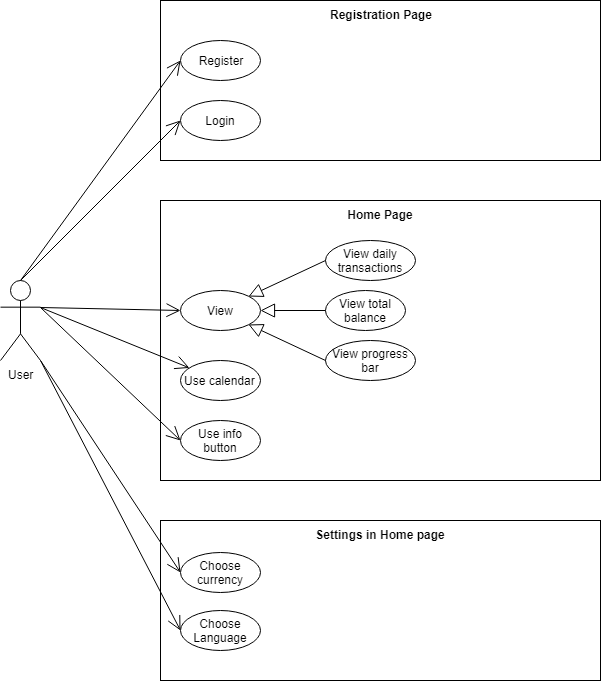 Registration Page
Register
Login
Home Page
View daily
transactions
View
View total
balance
View progress
bar
User
Use calendar
Use info
button
Settings in Home page
Choose
currency
Choose
Language